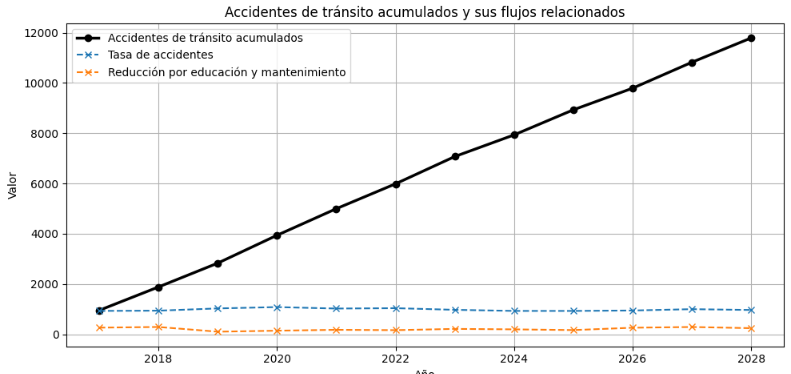 Accidentes de tránsito acumulados y sus flujos relacionados
Accidentes de tránsito acumulados
Tasa de accidentes
Reducción por educación y mantenimiento
12000
10000
8000
6000
4000
2000
0
Valor
2018
2020
2022
2024
2026
2028
Año